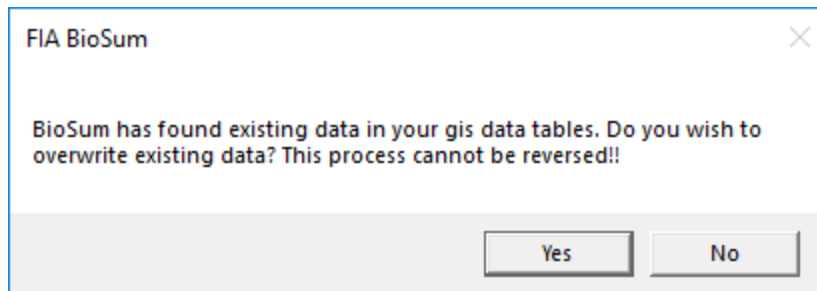 FIA BioSum
BioSum has found existing data in your gis data tables. Do you wish to
overwrite existing data? This process cannot be reversed!!
Yes
No